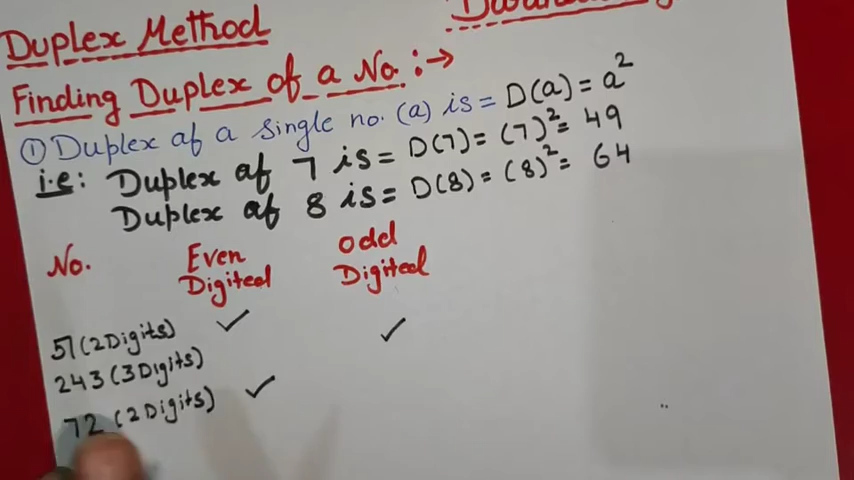 Duplex Method
Finding Duplex of a No. :→
① Duplex of a single no. (a) is = D(a) = a²
i.e: Duplex of 7 is = D(7) = (7)² = 49
Duplex of 8 is = D(8) = (8)² = 64
No. Even Digited Odd Digited
51 (2 Digits) ✓
243 (3 Digits) ✓
72 (2 Digits) ✓